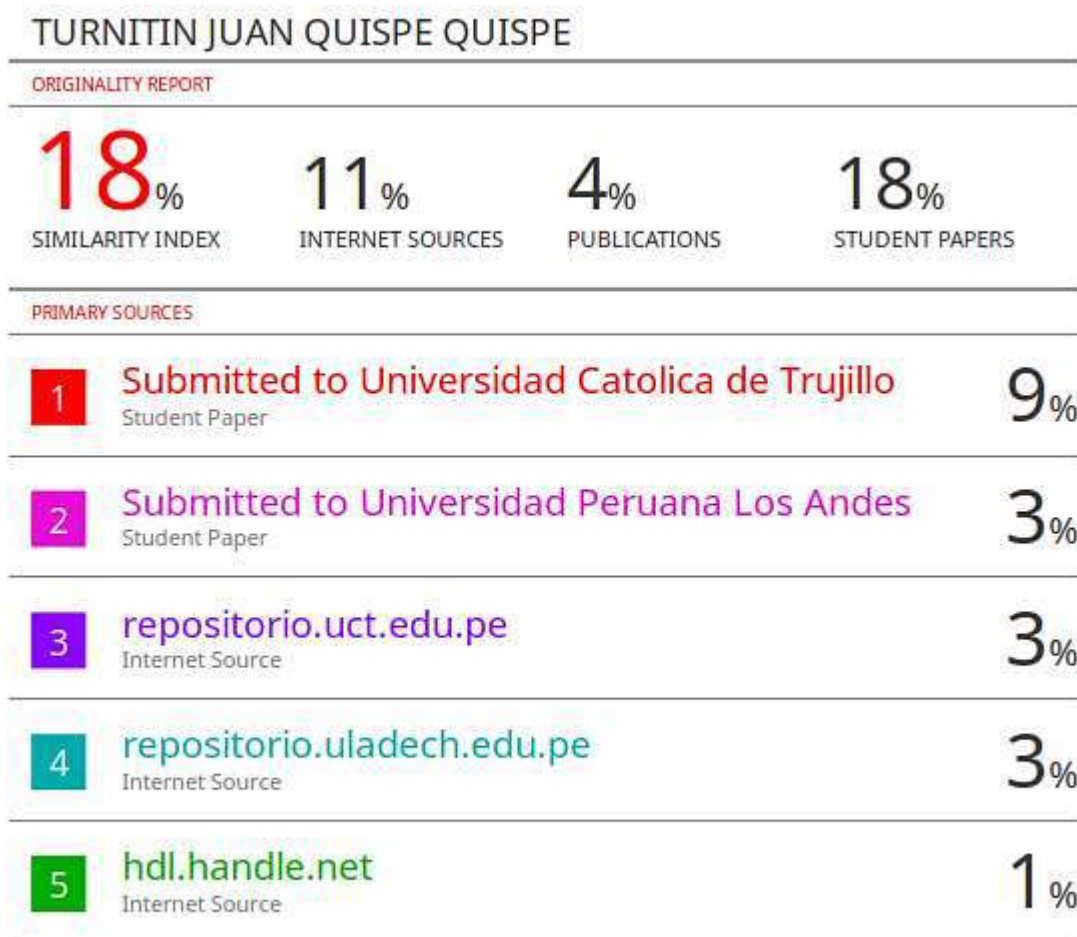 TURNITIN JUAN QUISPE QUISPE
ORIGINALITY REPORT
18% 11% 4% 18%
SIMILARITY INDEX INTERNET SOURCES PUBLICATIONS STUDENT PAPERS
PRIMARY SOURCES
1 Submitted to Universidad Catolica de Trujillo 9%
Student Paper
2 Submitted to Universidad Peruana Los Andes 3%
Student Paper
3 repositorio.uct.edu.pe 3%
Internet Source
4 repositorio.uladech.edu.pe 3%
Internet Source
5 hdl.handle.net 1%
Internet Source